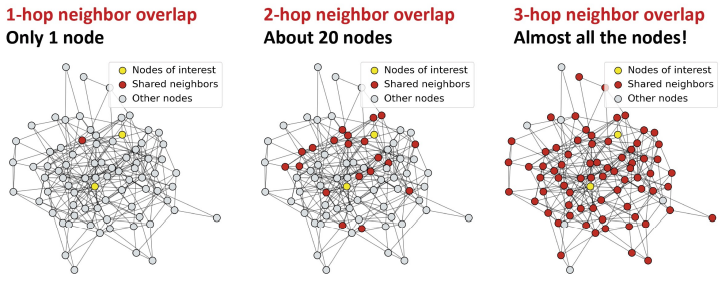 1-hop neighbor overlap
Only 1 node
Nodes of interest
Shared neighbors
Other nodes
2-hop neighbor overlap
About 20 nodes
Nodes of interest
Shared neighbors
Other nodes
3-hop neighbor overlap
Almost all the nodes!
Nodes of interest
Shared neighbors
Other nodes